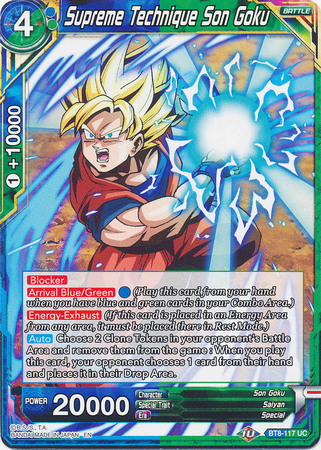 4 Supreme Technique Son Goku BATTLE
1 +10000
Blocker
Arrival Blue/Green (Play this card from your hand
when you have blue and green cards in your Combo Area.)
Energy-Exhaust (If this card is placed in an Energy Area
from any area, it must be placed there in Rest Mode.)
Auto Choose 2 Clone Tokens in your opponent's Battle
Area and remove them from the game : When you play
this card, your opponent chooses 1 card from their hand
and places it in their Drop Area.
POWER 20000
Character Son Goku
Special Trait Saiyan
Era Special
BANDAI MADE IN JAPAN EN
BT8-117 UC